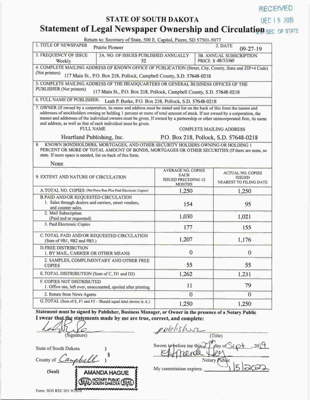 RECEIVED
DEC 19 2019
SEC OF STATE
STATE OF SOUTH DAKOTA
Statement of Legal Newspaper Ownership and Circulation
Return to: Secretary of State, 500 E. Capitol, Pierre, SD 57501-5077
1. TITLE OF NEWSPAPER Prairie Pioneer
2. DATE 09-27-19
3. FREQUENCY OF ISSUE Weekly
3A. NUMBER OF ISSUES PUBLISHED ANNUALLY 52
3B. ANNUAL SUBSCRIPTION PRICE $
4. COMPLETE MAILING ADDRESS OF KNOWN OFFICE OF PUBLICATION (Street, City, County, State and ZIP+4 Code) (Not printers)
117 Main St., P.O. Box 218, Pollock, Campbell County, S.D. 57648-0218
5. COMPLETE MAILING ADDRESS OF THE HEADQUARTERS OR GENERAL BUSINESS OFFICES OF THE PUBLISHER (Not printers)
117 Main St., P.O. Box 218, Pollock, Campbell County, S.D. 57648-0218
6. FULL NAME OF PUBLISHER: Leah P. Burke, P.O. Box 218, Pollock, S.D. 57648-0218
7. OWNER (If owned by a corporation, its name and address must be stated and list on the back of this form the names and
addresses of stockholders owning or holding 1 percent or more of total amount of stock. If not owned by a corporation, the
names and addresses of the individual owners must be given. If owned by a partnership or other unincorporated firm, its name
and address, as well as that of each individual must be given.
FULL NAME
COMPLETE MAILING ADDRESS
Heartland Publishing, Inc.
P.O. Box 218, Pollock, S.D. 57648-0218
8. KNOWN BONDHOLDERS, MORTGAGES, AND OTHER SECURITY HOLDERS OWNING OR HOLDING 1
PERCENT OR MORE OF TOTAL AMOUNT OF BONDS, MORTGAGES OR OTHER SECURITIES (If there are none, so
state. If more space is needed, list on back of this form.
None
9. EXTENT AND NATURE OF CIRCULATION
AVERAGE NO. COPIES EACH ISSUED PRECEDING 12 MONTHS
ACTUAL NO. COPIES ISSUED NEAREST TO FILING DATE
A. TOTAL NO. COPIES (Net Press Run Plus Paid Electronic Copies) 1,250 1,250
B. PAID AND/OR REQUESTED CIRCULATION
1. Sales through dealers and carriers, street vendors, and counter sales. 154 95
2. Mail Subscription (Paid and or requested) 1,030 1,021
3. Paid Electronic Copies 177 155
C. TOTAL PAID AND/OR REQUESTED CIRCULATION (Sum of 9B1, 9B2 and 9B3.) 1,207 1,176
D. FREE DISTRIBUTION
1. BY MAIL, CARRIER OR OTHER MEANS 0 0
2. SAMPLES, COMPLIMENTARY AND OTHER FREE COPIES 55 55
E. TOTAL DISTRIBUTION (Sum of C, D1 and D2) 1,262 1,231
F. COPIES NOT DISTRIBUTED
1. Office use, left over, unaccounted, spoiled after printing 11 79
2. Return from News Agents 0 0
G. TOTAL (Sum of E, F1 and F2 - Should equal total shown in A.) 1,250 1,250
Statement must be signed by Publisher, Business Manager, or Owner in the presence of a Notary Public
I swear that the statements made by me are true, correct, and complete:
publisher
(Signature) (Title)
State of South Dakota )
§
County of Campbell )
Sworn to before me this 27 day of Sept, 2019
Amanda Hague
Notary Public
(Seal)
AMANDA HAGUE
NOTARY PUBLIC
SOUTH DAKOTA
My commission expires: 1/5/2022